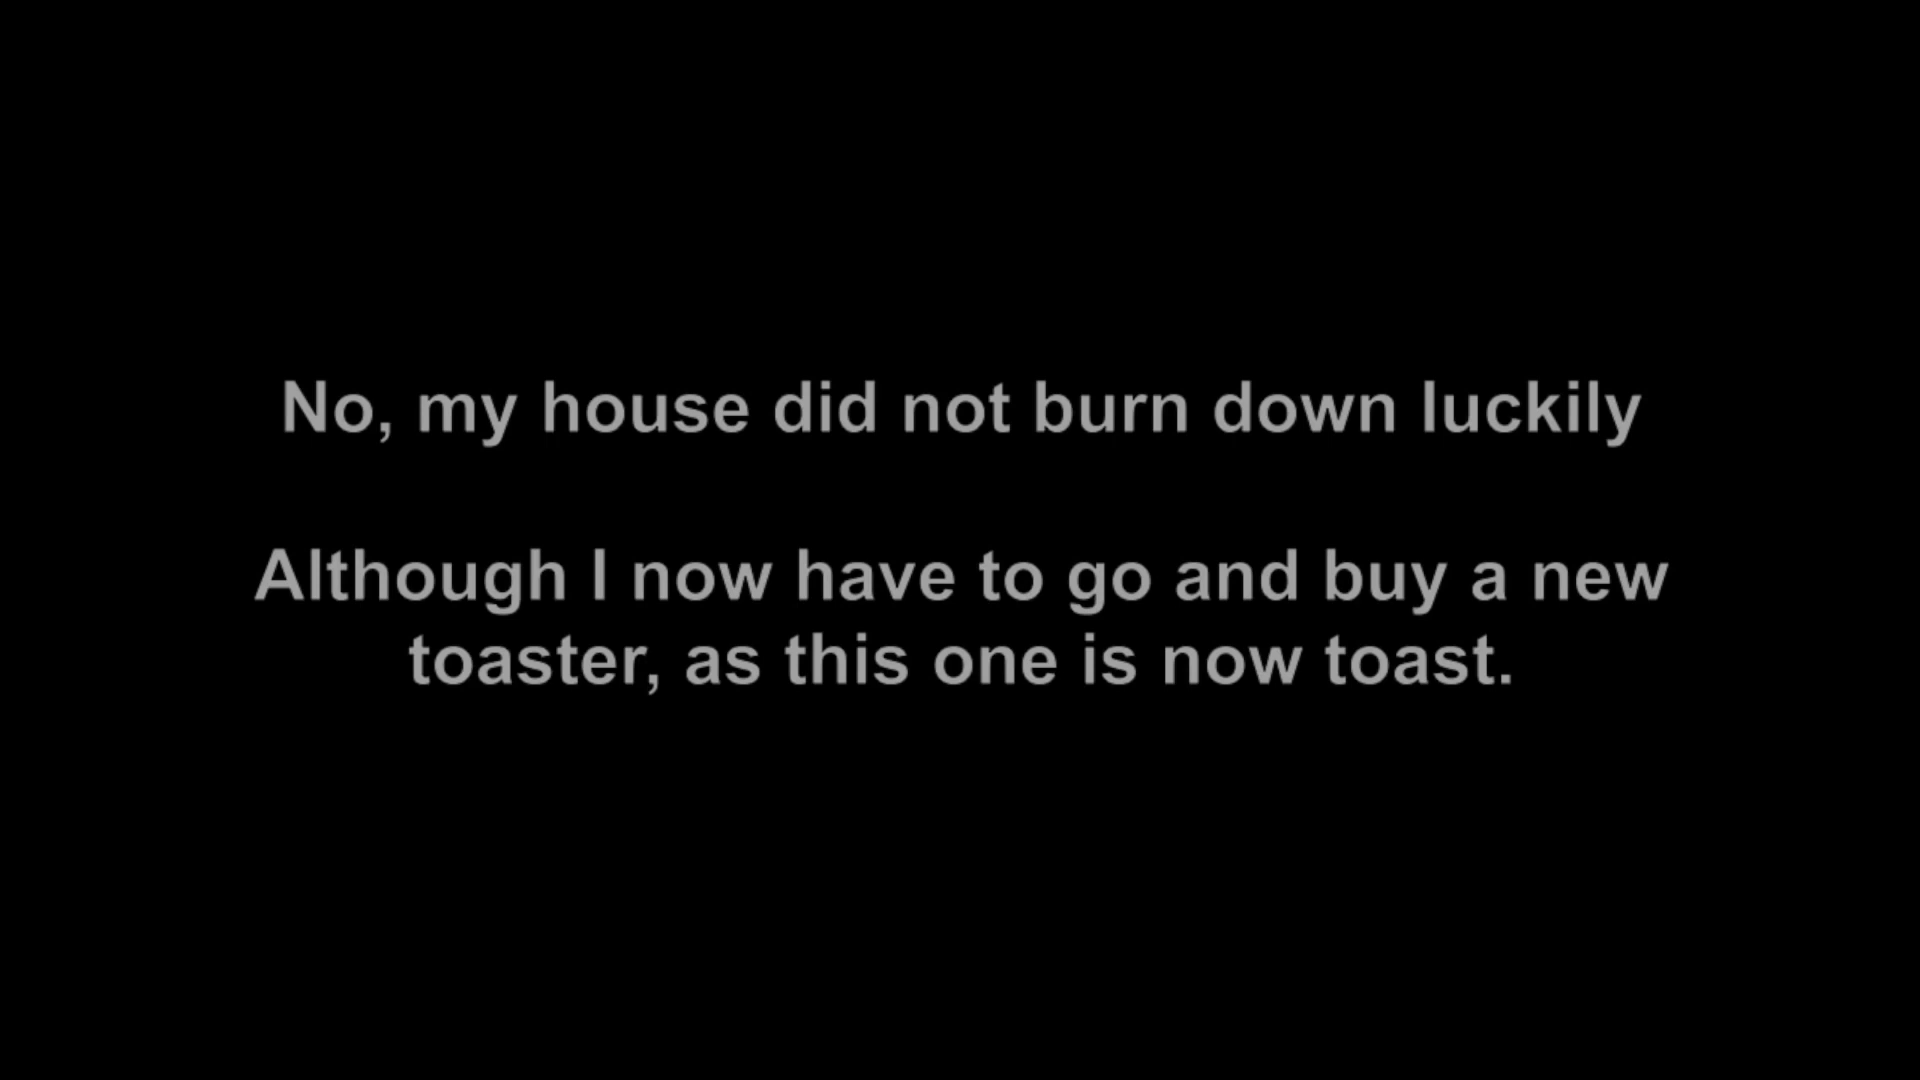 No, my house did not burn down luckily
Although I now have to go and buy a new
toaster, as this one is now toast.